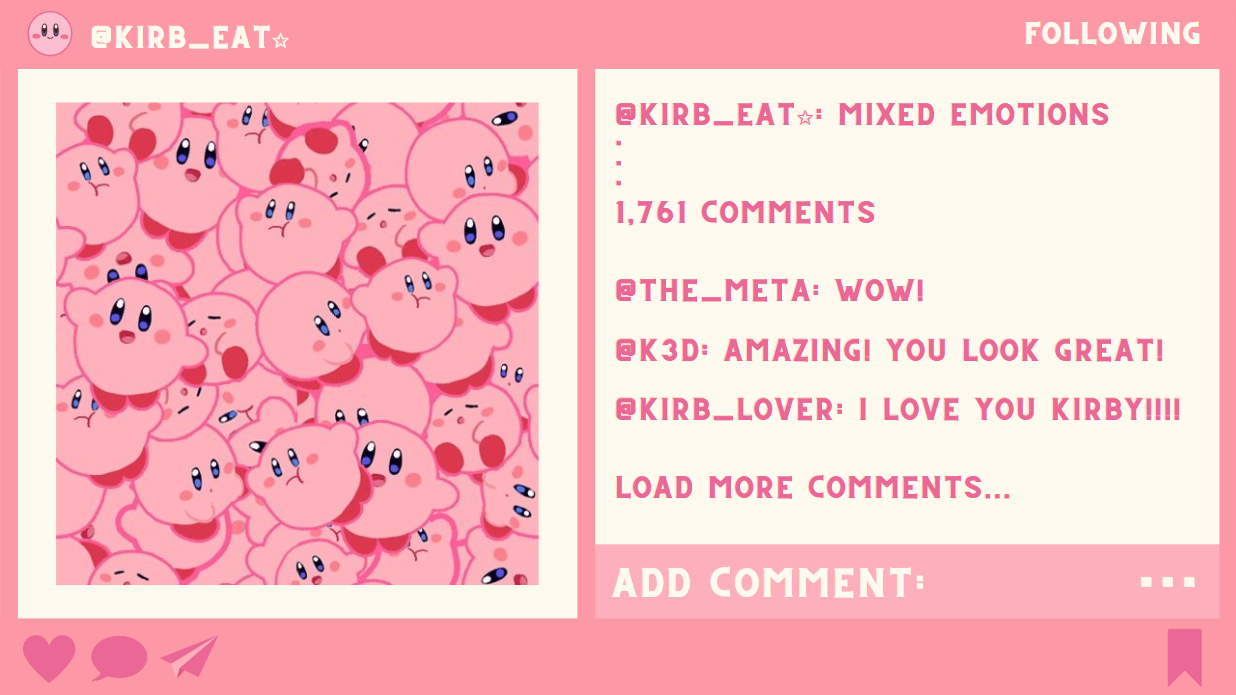 @KIRB_EAT☆
FOLLOWING
@KIRB_EAT☆: MIXED EMOTIONS
.
.
.
1,761 COMMENTS
@THE_META: WOW!
@K3D: AMAZING! YOU LOOK GREAT!
@KIRB_LOVER: I LOVE YOU KIRBY!!!!
LOAD MORE COMMENTS...
ADD COMMENT: ...